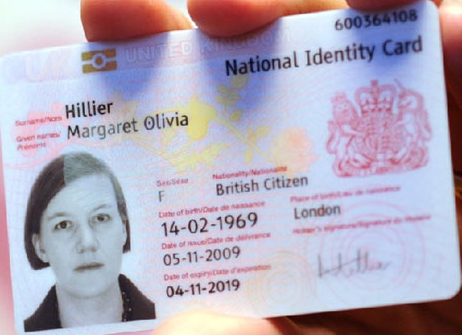 600364108
UNITED KINGDOM
National Identity Card
Surname/Nom
Hillier
Given names/
Prénoms
Margaret Olivia
Sex/Sexe
F
Nationality/Nationalité
British Citizen
Date of birth/Date de naissance
14-02-1969
Place of birth/Lieu de naissance
London
Date of issue/Date de délivrance
05-11-2009
Holder's signature/Signature du titulaire
Date of expiry/Date d'expiration
04-11-2019